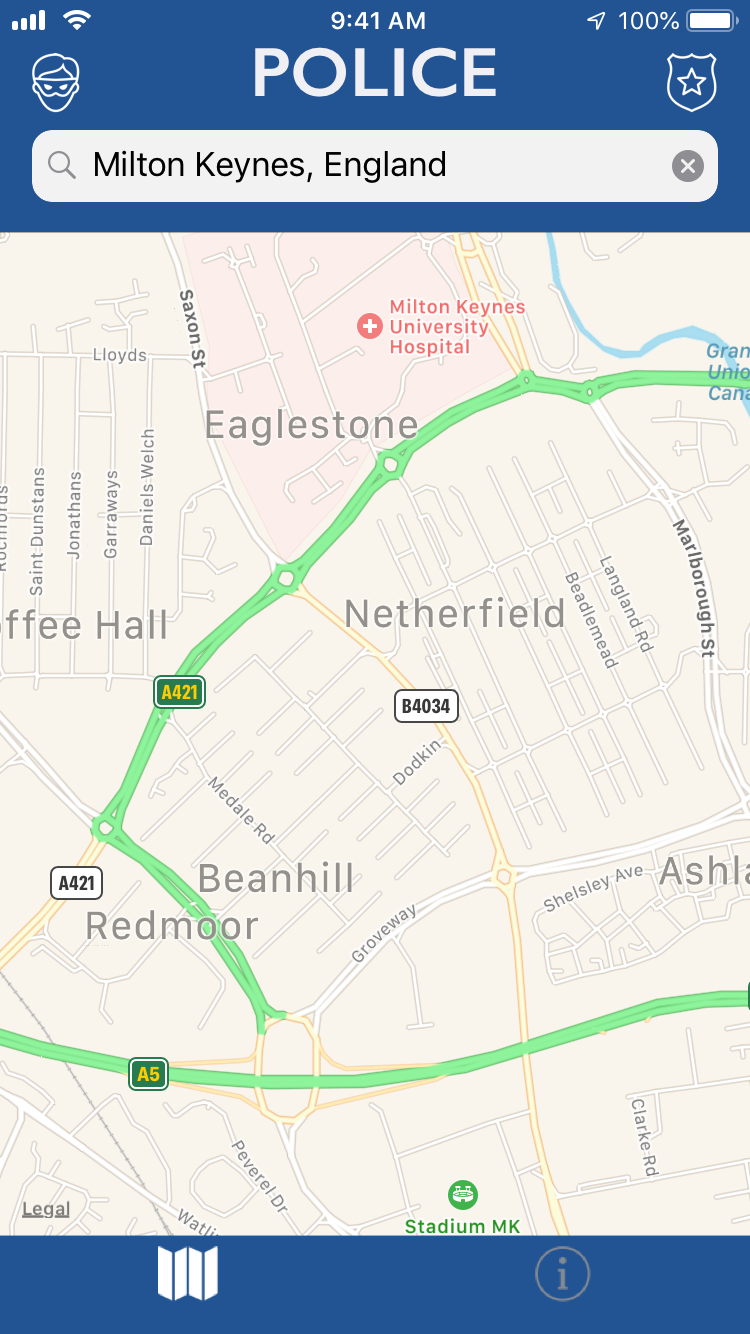 9:41 AM
100%
POLICE
Milton Keynes, England
Saxon St
Milton Keynes
University
Hospital
Lloyds
Eaglestone
Saint Dunstans
Jonathans
Garraways
Daniels Welch
Marlborough St
Langland Rd
Beadlemead
Netherfield
ffee Hall
A421
B4034
Dodkin
Medale Rd
A421
Beanhill
Redmoor
Groveway
Shelsley Ave
Ashla
A5
Clarke Rd
Peverel Dr
Watli
Legal
Stadium MK